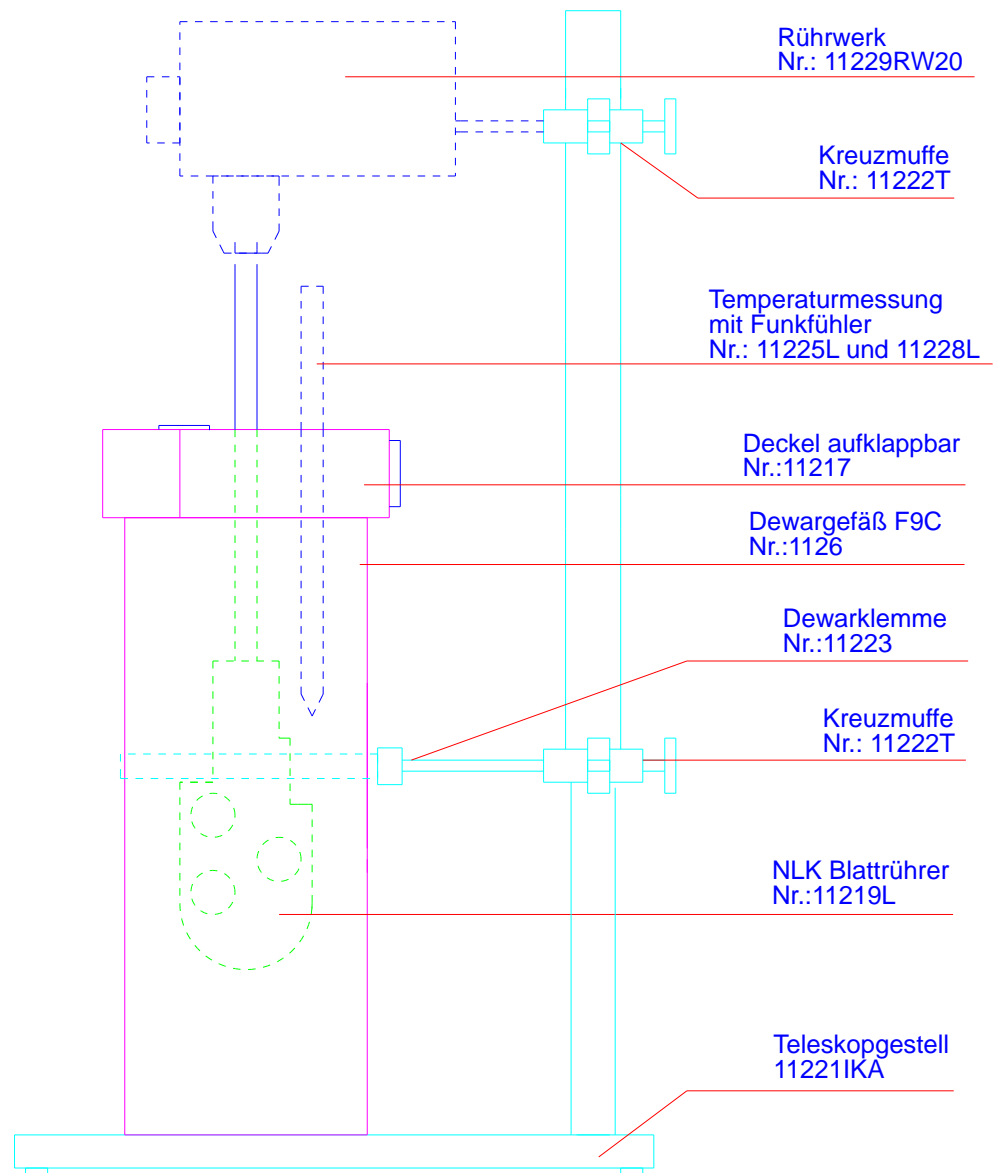 Rührwerk
Nr.: 11229RW20
Kreuzmuffe
Nr.: 11222T
Temperaturmessung
mit Funkfühler
Nr.: 11225L und 11228L
Deckel aufklappbar
Nr.:11217
Dewargefäß F9C
Nr.:1126
Dewarklemme
Nr.:11223
Kreuzmuffe
Nr.: 11222T
NLK Blattrührer
Nr.:11219L
Teleskopgestell
11221IKA